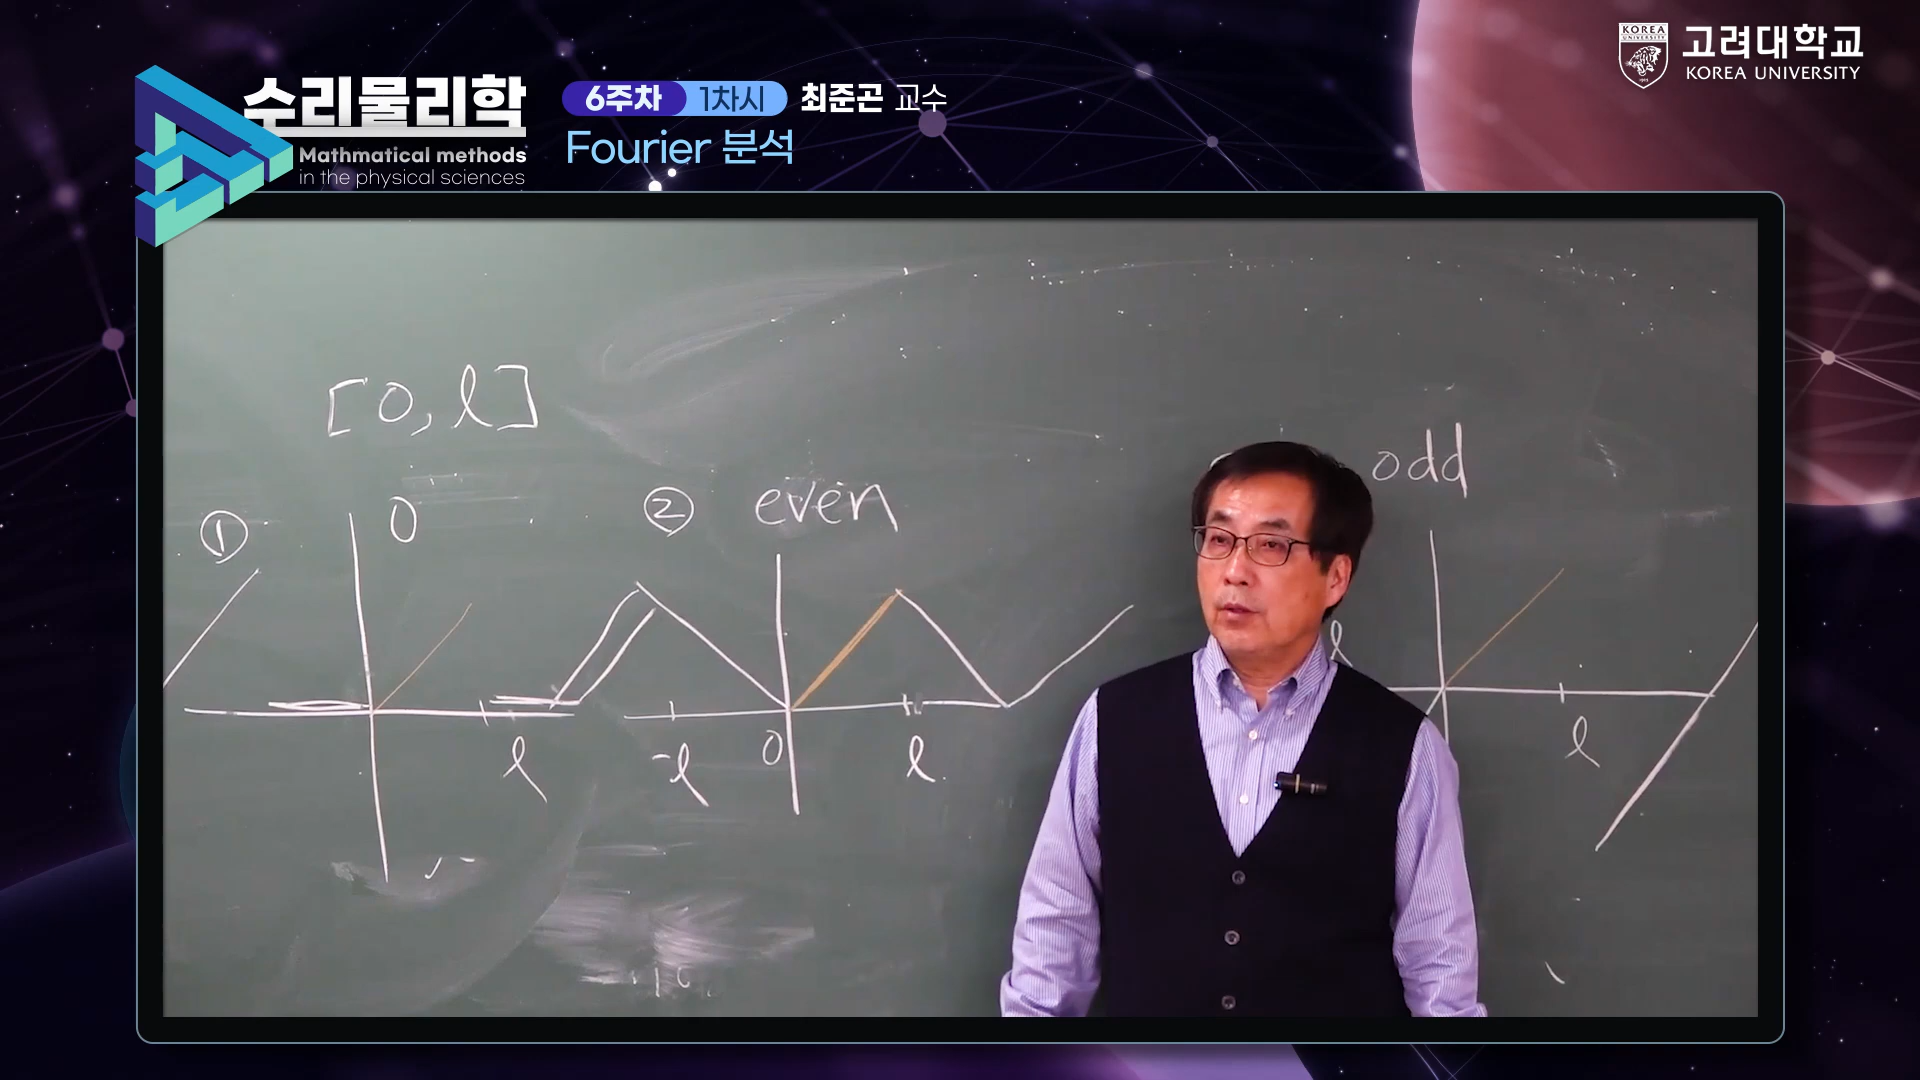 KOREA
UNIVERSITY
1905
고려대학교
KOREA UNIVERSITY
수리물리학
Mathmatical methods
in the physical sciences
6주차 1차시 최준곤 교수
Fourier 분석
[0, l]
① 0
② even
odd
l
l
-l
0
l
l